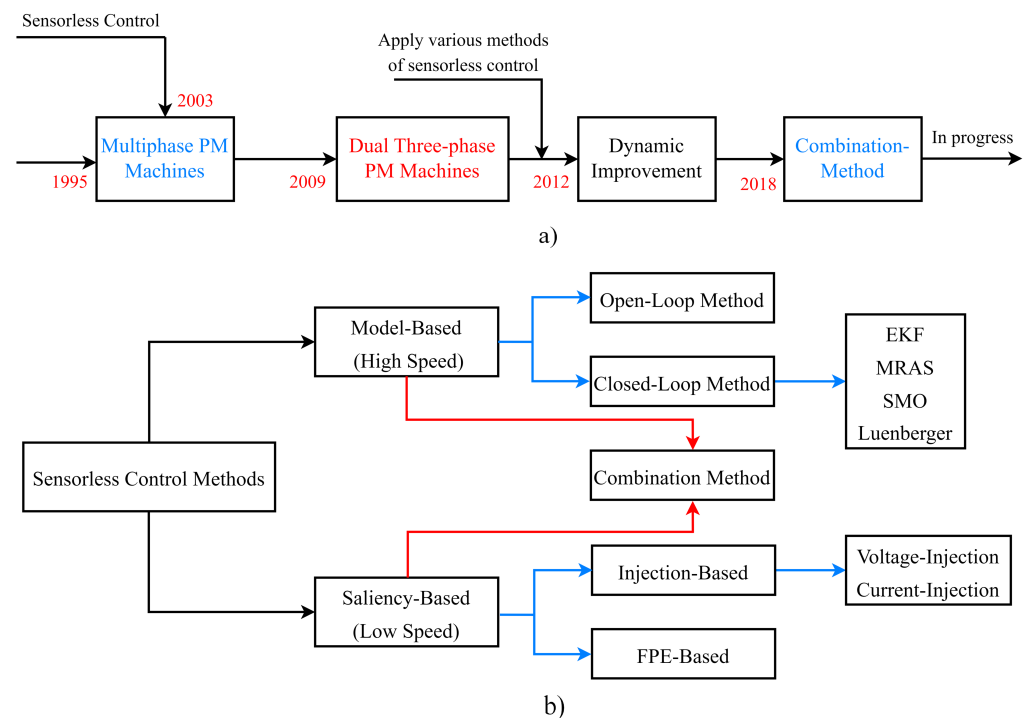 Sensorless Control
Apply various methods
of sensorless control
2003
Multiphase PM
Machines
Dual Three-phase
PM Machines
Dynamic
Improvement
Combination-
Method
In progress
1995
2009
2012
2018
a)
Model-Based
(High Speed)
Open-Loop Method
Closed-Loop Method
EKF
MRAS
SMO
Luenberger
Sensorless Control Methods
Combination Method
Saliency-Based
(Low Speed)
Injection-Based
Voltage-Injection
Current-Injection
FPE-Based
b)